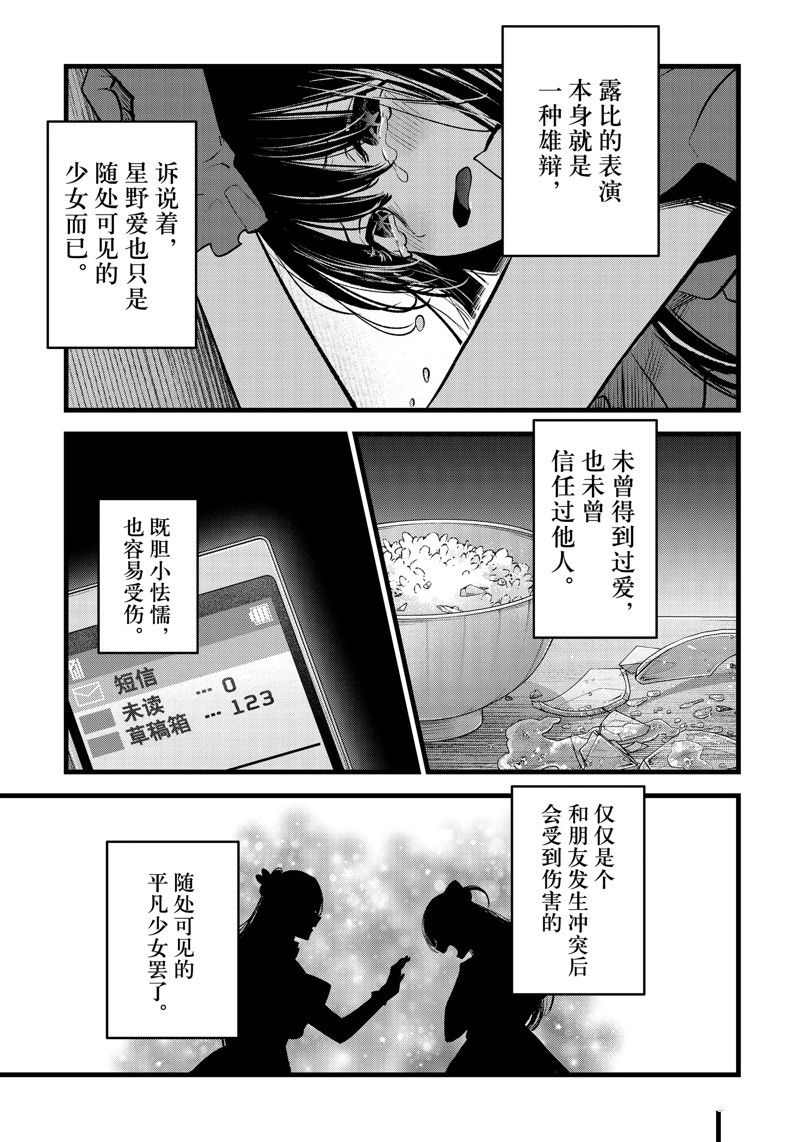 露比的表演
本身就是
一种雄辩，
诉说着，
星野爱也只是
随处可见的
少女而已。
未曾得到过爱，
也未曾
信任过他人。
既胆小怯懦，
也容易受伤。
短信
未读 … 0
草稿箱 … 123
仅仅是个
和朋友发生冲突后
会受到伤害的
随处可见的
平凡少女罢了。